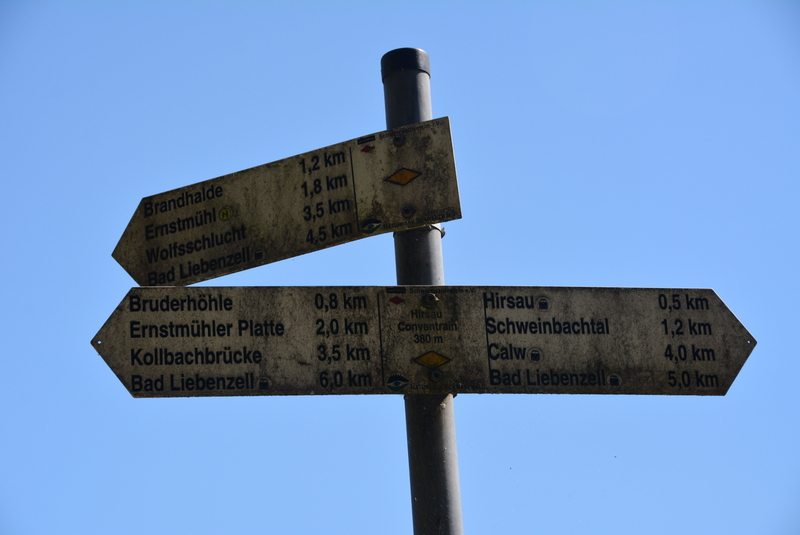 Brandhalde 1,2 km
Ernstmühl H 1,8 km
Wolfsschlucht 3,5 km
Bad Liebenzell 4,5 km
Bruderhöhle 0,8 km
Ernstmühler Platte 2,0 km
Kollbachbrücke 3,5 km
Bad Liebenzell 6,0 km
Hirsau
Conventrain
380 m
Hirsau 0,5 km
Schweinbachtal 1,2 km
Calw 4,0 km
Bad Liebenzell 5,0 km